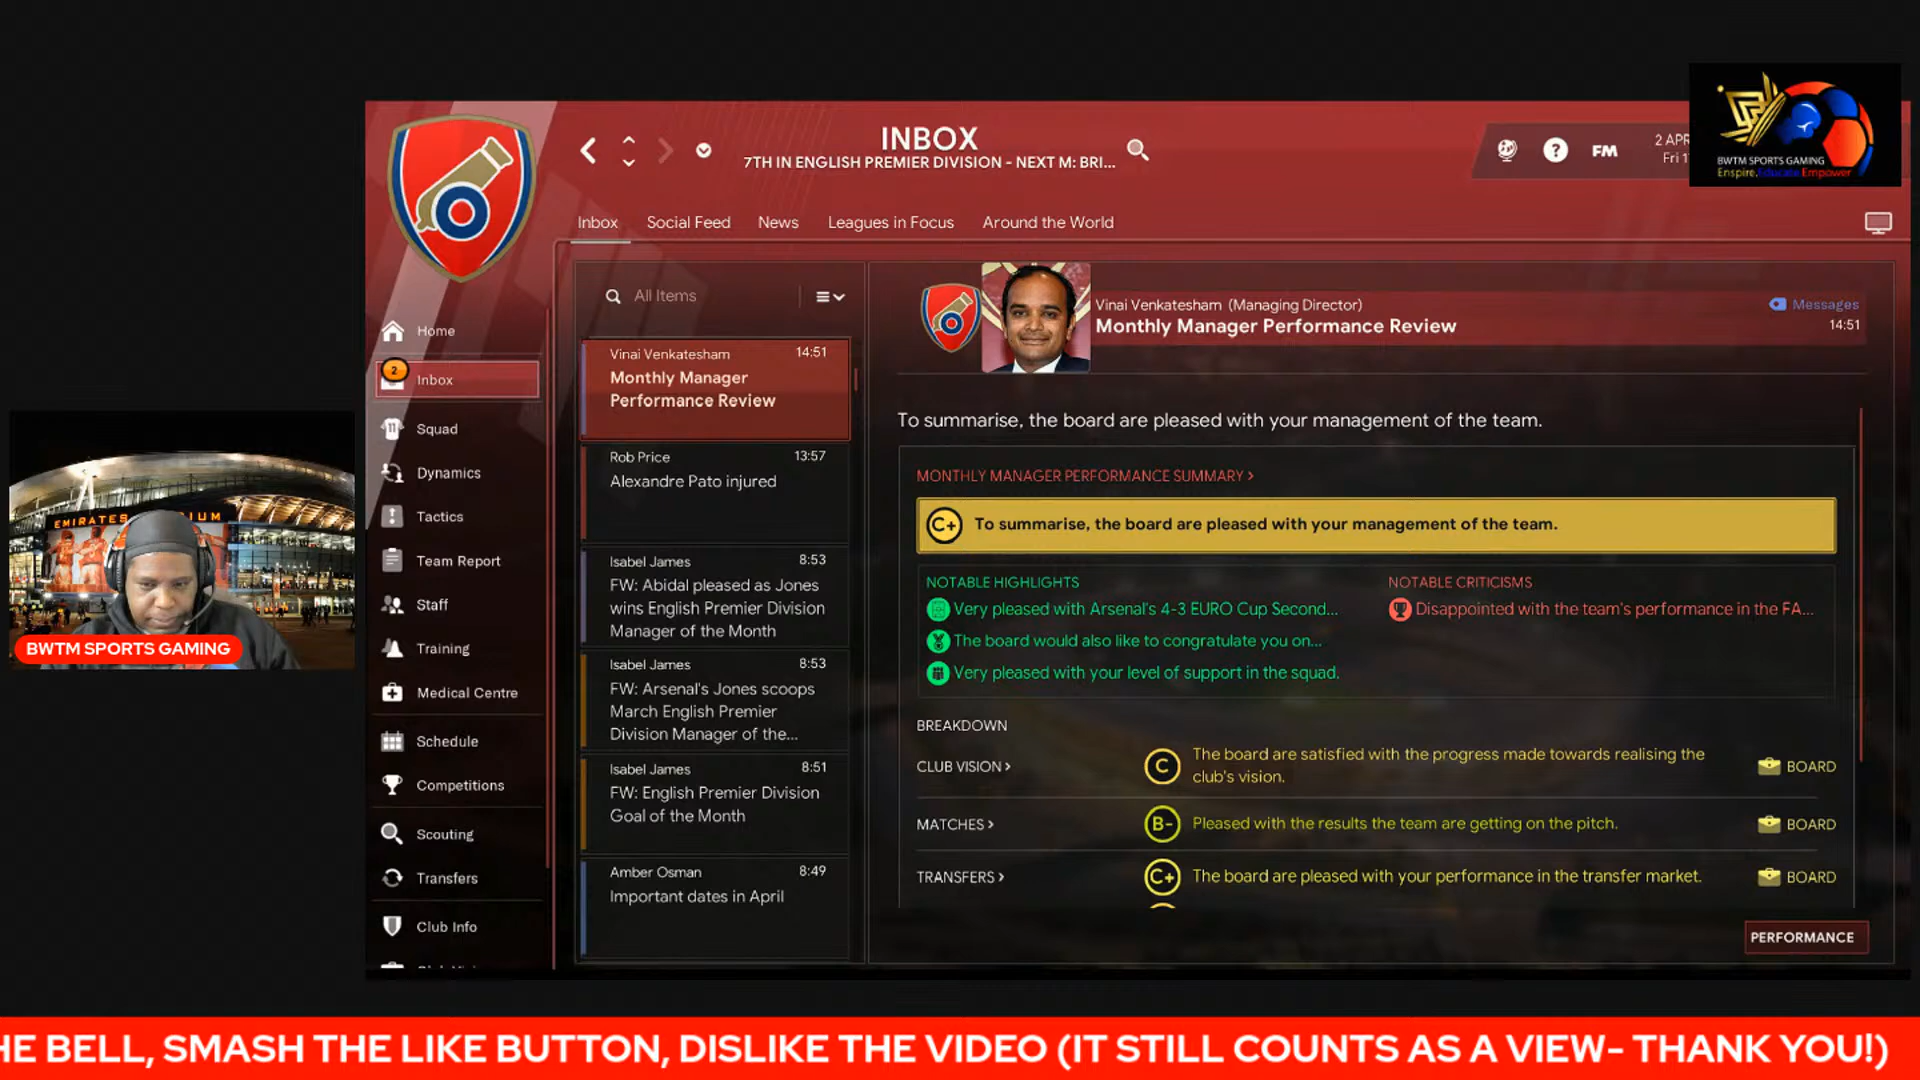 INBOX
7TH IN ENGLISH PREMIER DIVISION - NEXT M: BRI...
FM
2 APR
Fri 1
BWTM SPORTS GAMING
Enspire.Educate.Empower
Inbox
Social Feed
News
Leagues in Focus
Around the World
Home
2
Inbox
Squad
Dynamics
Tactics
Team Report
Staff
Training
Medical Centre
Schedule
Competitions
Scouting
Transfers
Club Info
All Items
Vinai Venkatesham 14:51
Monthly Manager
Performance Review
Rob Price 13:57
Alexandre Pato injured
Isabel James 8:53
FW: Abidal pleased as Jones
wins English Premier Division
Manager of the Month
Isabel James 8:53
FW: Arsenal's Jones scoops
March English Premier
Division Manager of the...
Isabel James 8:51
FW: English Premier Division
Goal of the Month
Amber Osman 8:49
Important dates in April
Vinai Venkatesham (Managing Director)
Monthly Manager Performance Review
Messages
14:51
To summarise, the board are pleased with your management of the team.
MONTHLY MANAGER PERFORMANCE SUMMARY >
C+ To summarise, the board are pleased with your management of the team.
NOTABLE HIGHLIGHTS
Very pleased with Arsenal's 4-3 EURO Cup Second...
The board would also like to congratulate you on...
Very pleased with your level of support in the squad.
NOTABLE CRITICISMS
Disappointed with the team's performance in the FA...
BREAKDOWN
CLUB VISION > C The board are satisfied with the progress made towards realising the
club's vision. BOARD
MATCHES > B- Pleased with the results the team are getting on the pitch. BOARD
TRANSFERS > C+ The board are pleased with your performance in the transfer market. BOARD
PERFORMANCE
EMIRATES
BWTM SPORTS GAMING
HE BELL, SMASH THE LIKE BUTTON, DISLIKE THE VIDEO (IT STILL COUNTS AS A VIEW- THANK YOU!)